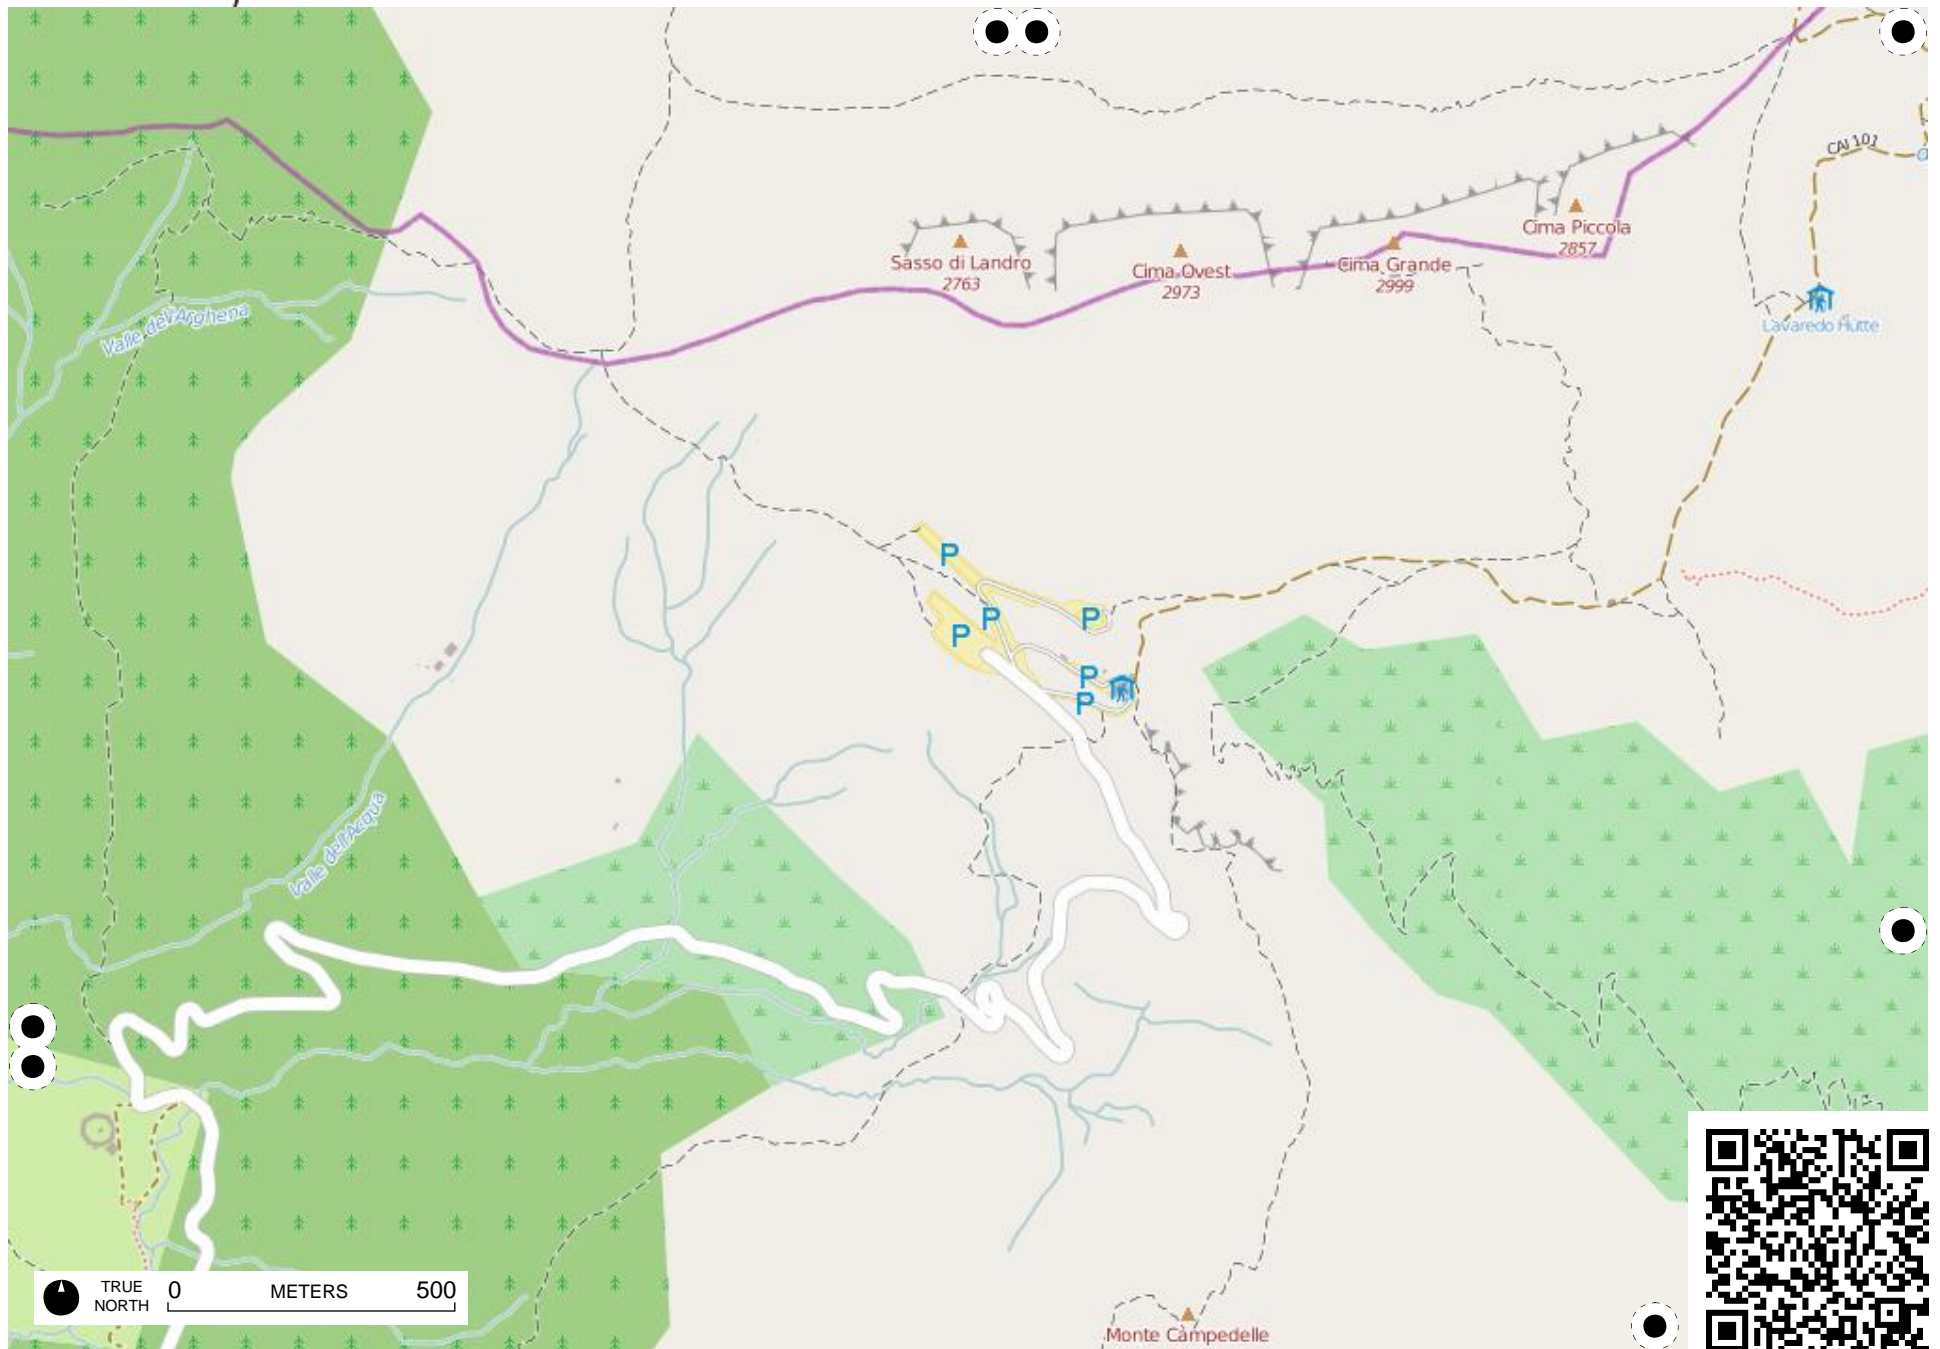 CAI 101
Cima Piccola
2857
Sasso di Landro
2763
Cima Ovest
2973
Cima Grande
2999
Lavaredo Hütte
Valle dell'Arghena
P
P
P
P
P
P
Valle dell'Acqua
TRUE
NORTH
0 METERS 500
Monte Campedelle